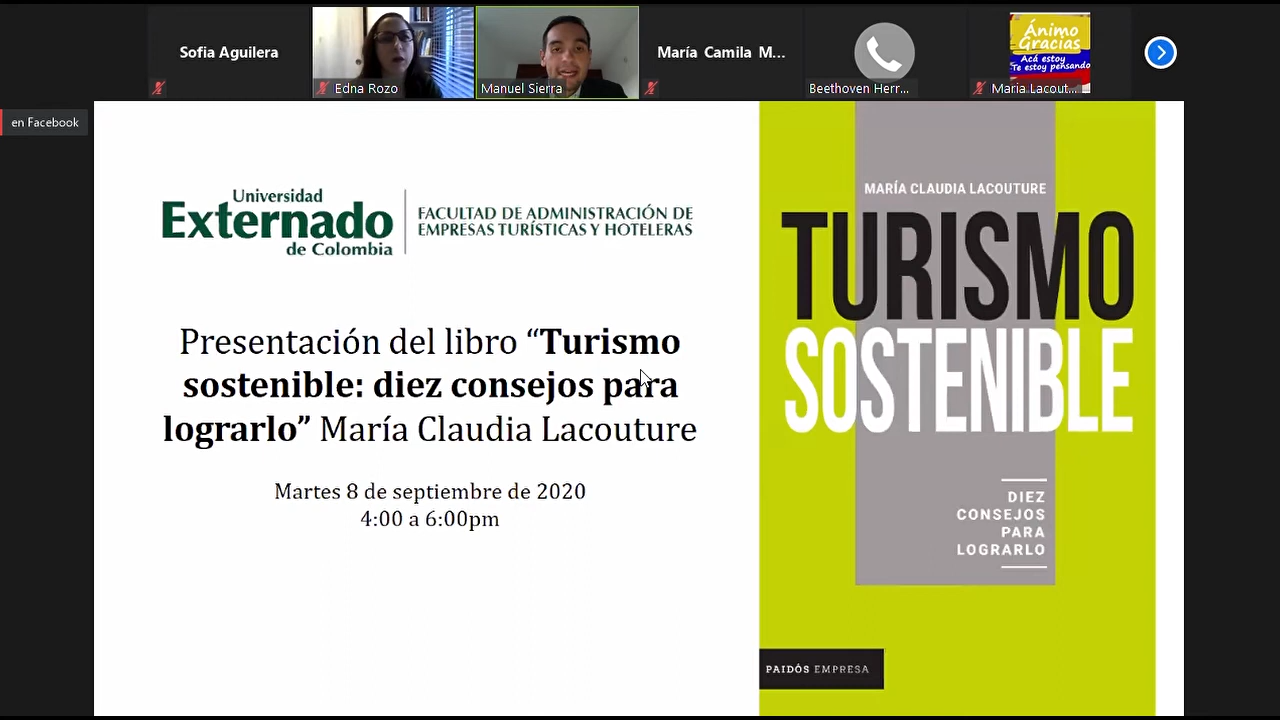 Sofia Aguilera
Edna Rozo
Manuel Sierra
María Camila M...
Beethoven Herr...
Ánimo
Gracias
Acá estoy
Te estoy pensando
Maria Lacout...
en Facebook
Universidad
Externado
de Colombia
FACULTAD DE ADMINISTRACIÓN DE
EMPRESAS TURÍSTICAS Y HOTELERAS
Presentación del libro “Turismo
sostenible: diez consejos para
lograrlo” María Claudia Lacouture
Martes 8 de septiembre de 2020
4:00 a 6:00pm
MARÍA CLAUDIA LACOUTURE
TURISMO
SOSTENIBLE
DIEZ
CONSEJOS
PARA
LOGRARLO
PAIDÓS EMPRESA